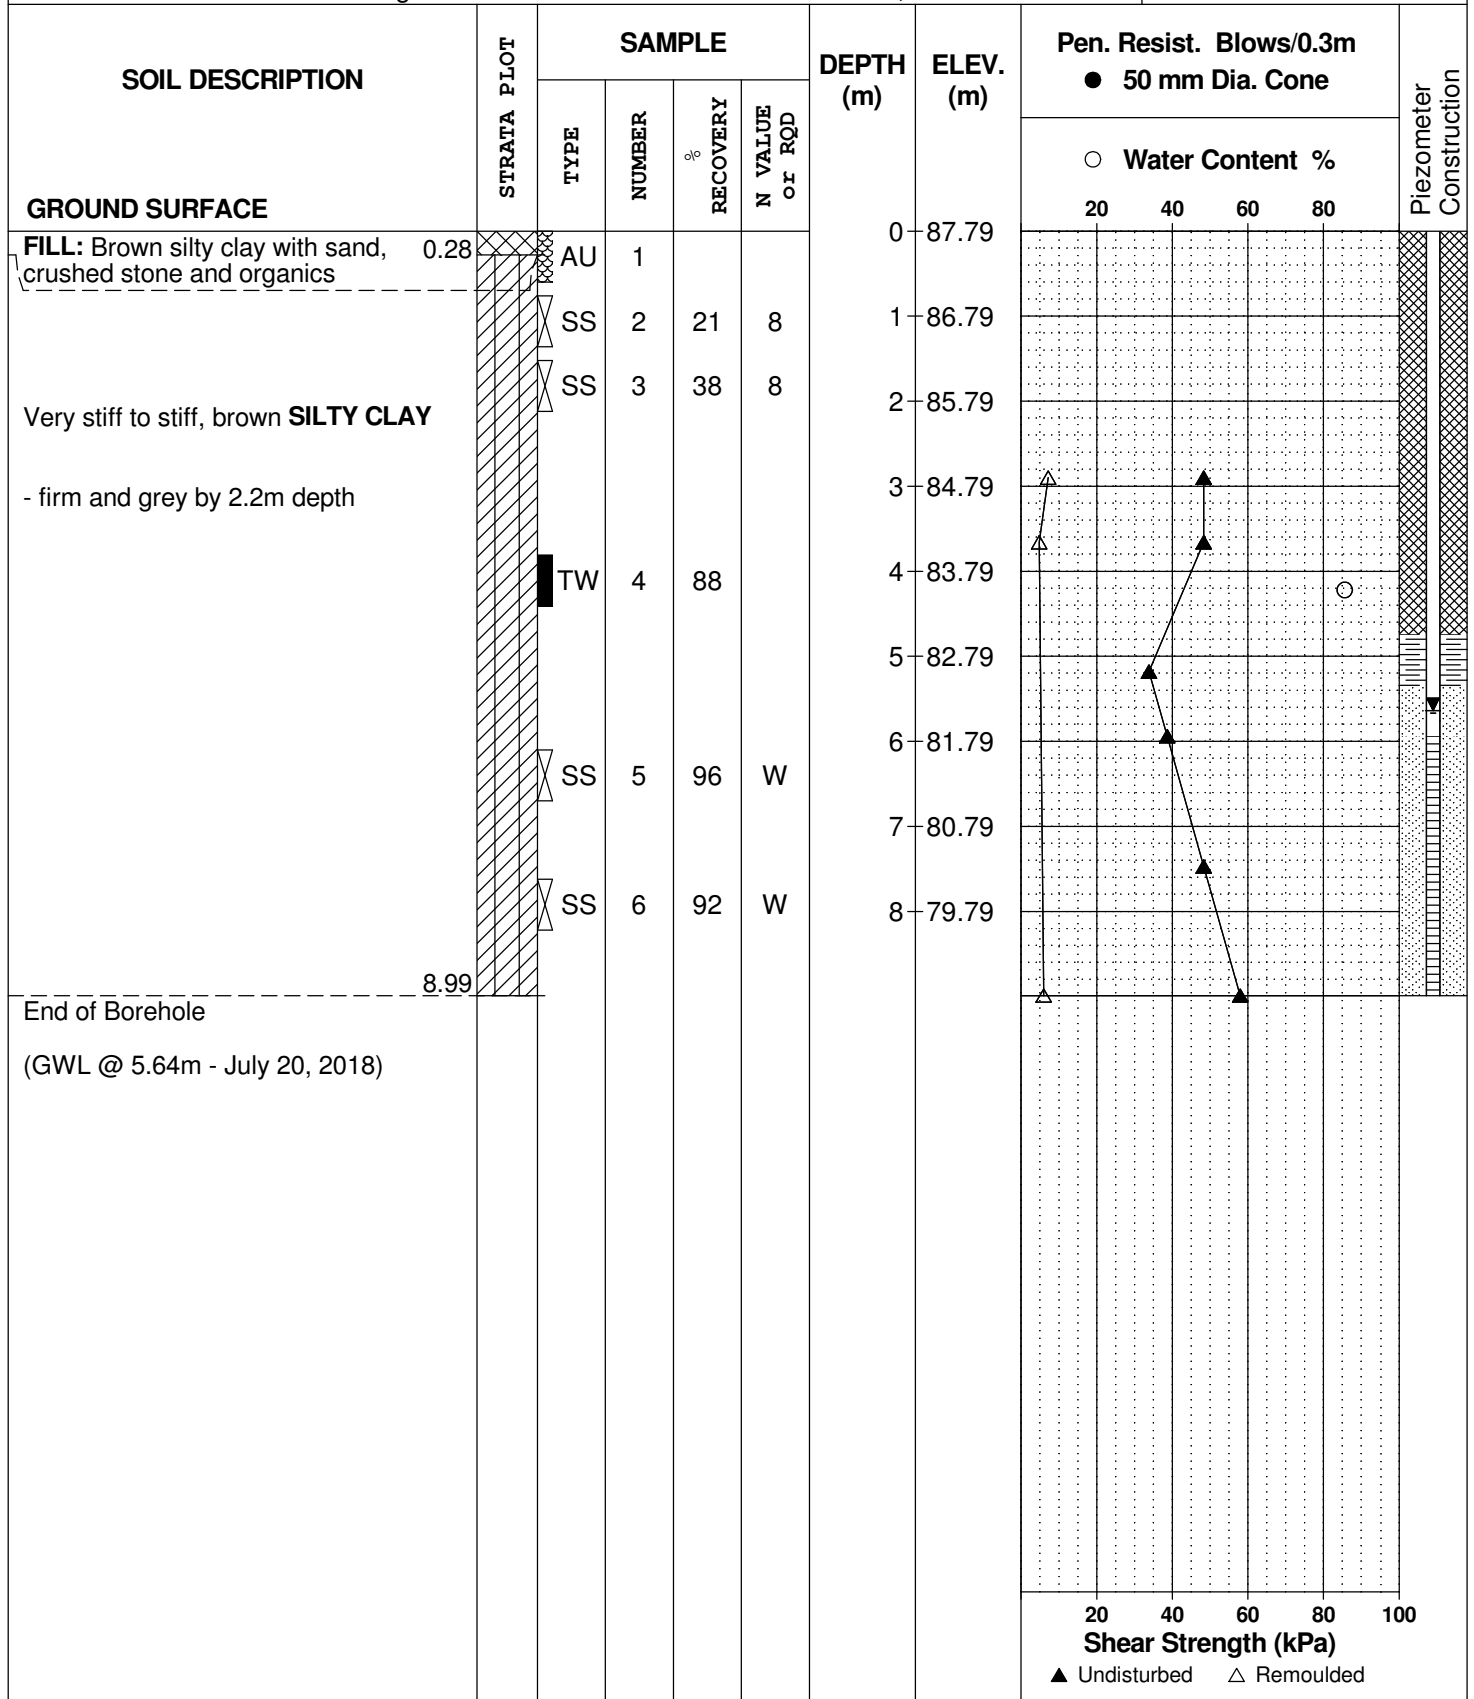 SOIL DESCRIPTION
GROUND SURFACE
STRATA PLOT
SAMPLE
TYPE
NUMBER
%
RECOVERY
N VALUE
or RQD
DEPTH
(m)
ELEV.
(m)
Pen. Resist. Blows/0.3m
● 50 mm Dia. Cone
○ Water Content %
20 40 60 80
Piezometer
Construction
FILL: Brown silty clay with sand, 0.28
crushed stone and organics
AU 1
0 87.79
SS 2 21 8
1 86.79
SS 3 38 8
2 85.79
Very stiff to stiff, brown SILTY CLAY
3 84.79
- firm and grey by 2.2m depth
TW 4 88
4 83.79
5 82.79
6 81.79
SS 5 96 W
7 80.79
SS 6 92 W
8 79.79
8.99
End of Borehole
(GWL @ 5.64m - July 20, 2018)
20 40 60 80 100
Shear Strength (kPa)
▲ Undisturbed △ Remoulded